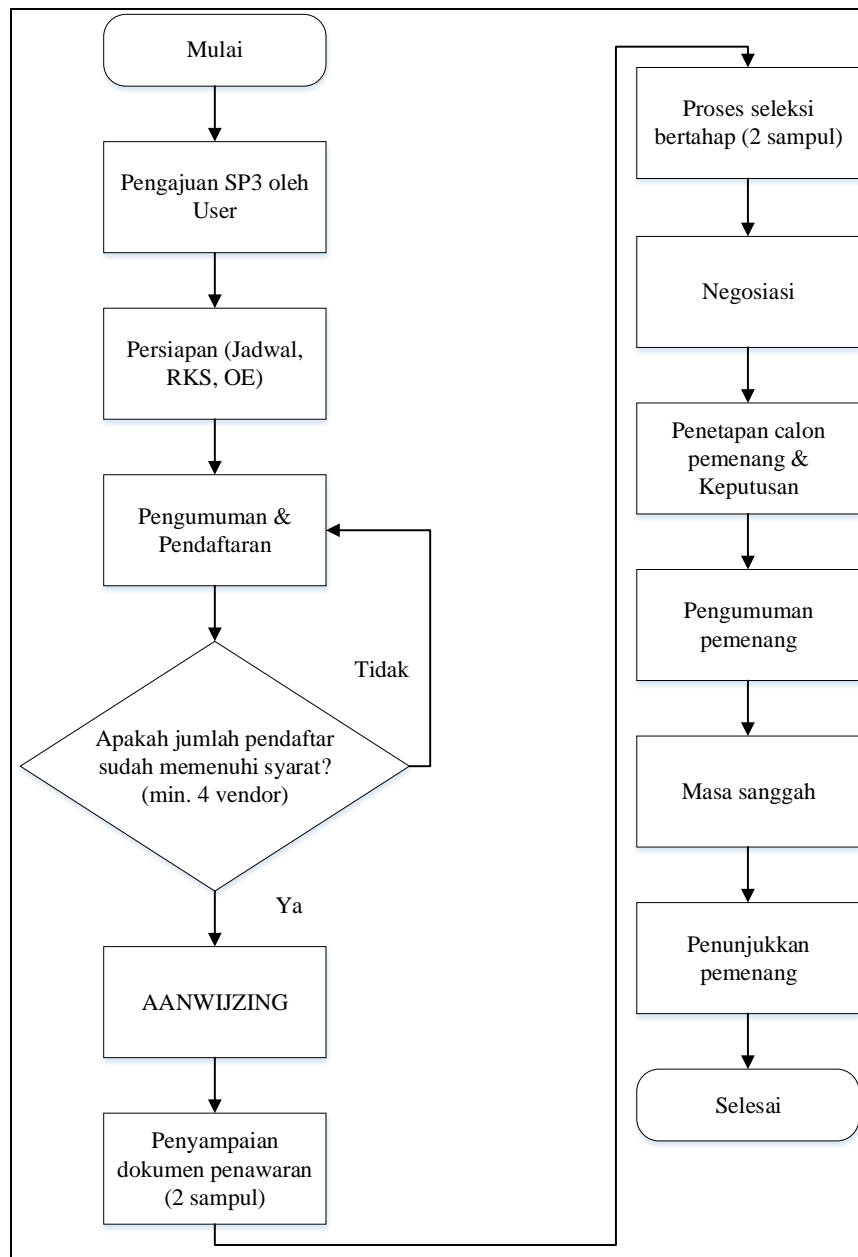 Mulai
Pengajuan SP3 oleh
User
Persiapan (Jadwal,
RKS, OE)
Pengumuman &
Pendaftaran
Tidak
Apakah jumlah pendaftar
sudah memenuhi syarat?
(min. 4 vendor)
Ya
AANWIJZING
Penyampaian
dokumen penawaran
(2 sampul)
Proses seleksi
bertahap (2 sampul)
Negosiasi
Penetapan calon
pemenang &
Keputusan
Pengumuman
pemenang
Masa sanggah
Penunjukkan
pemenang
Selesai